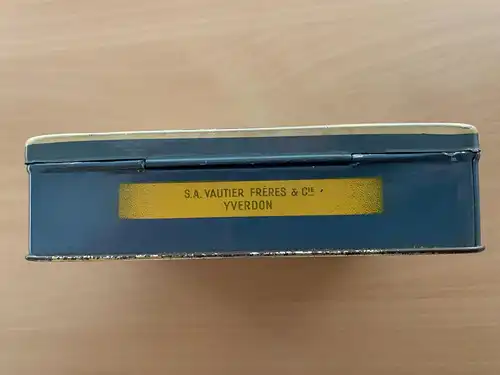 S.A. VAUTIER FRÈRES & CIE
YVERDON